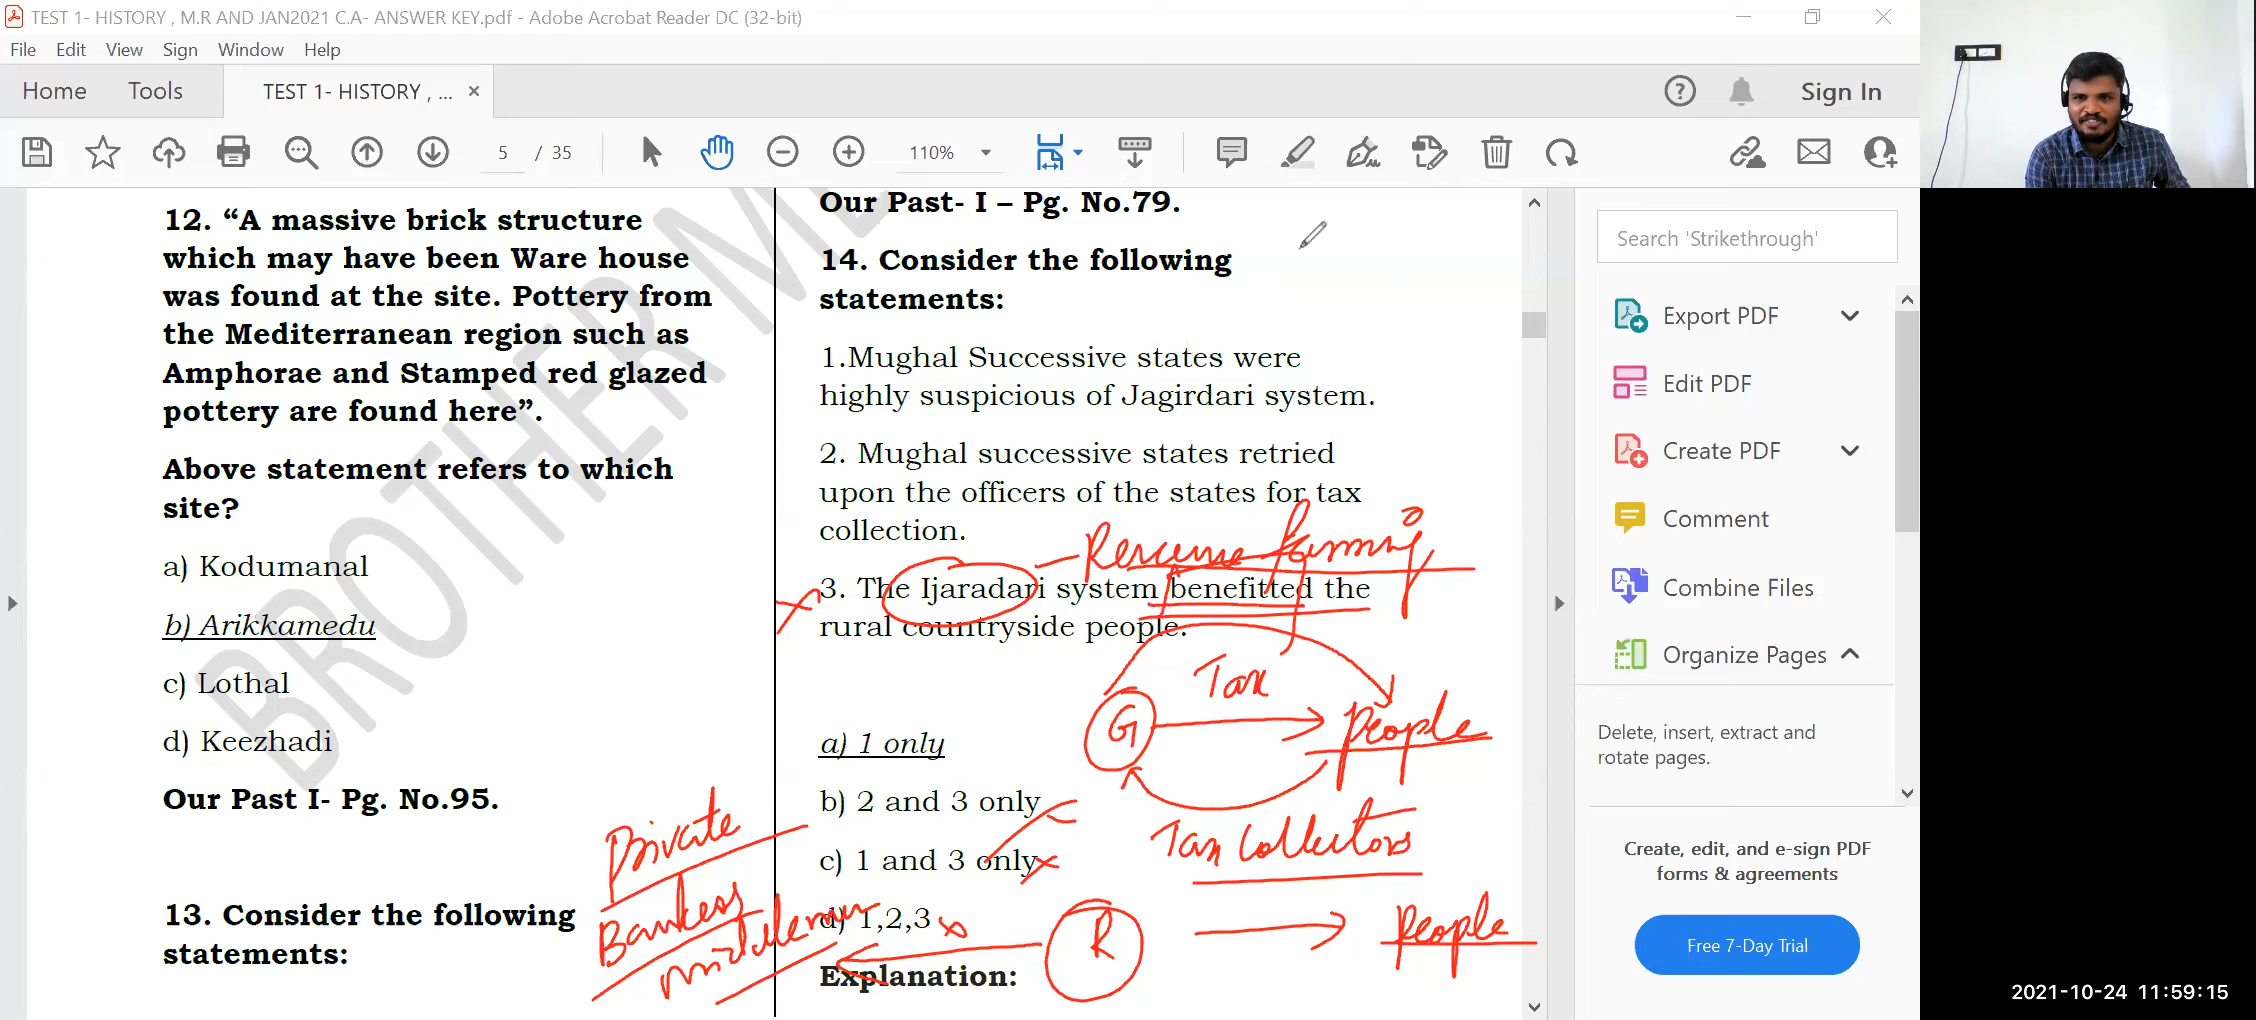 TEST 1- HISTORY , M.R AND JAN2021 C.A- ANSWER KEY.pdf - Adobe Acrobat Reader DC (32-bit)
File Edit View Sign Window Help
Home Tools TEST 1- HISTORY , ... × Sign In
5 / 35 110%
12. “A massive brick structure
which may have been Ware house
was found at the site. Pottery from
the Mediterranean region such as
Amphorae and Stamped red glazed
pottery are found here”.
Above statement refers to which
site?
a) Kodumanal
b) Arikkamedu
c) Lothal
d) Keezhadi
Our Past I- Pg. No.95.
13. Consider the following
statements:
Private
Bankers
middlemen
BROTHER ME
Our Past- I – Pg. No.79.
14. Consider the following
statements:
1.Mughal Successive states were
highly suspicious of Jagirdari system.
2. Mughal successive states retried
upon the officers of the states for tax
collection.
Revenue farming
3. The Ijaradari system benefitted the
rural countryside people.
Tax
G People
a) 1 only
b) 2 and 3 only
Tax Collectors
c) 1 and 3 only
d) 1,2,3
R People
Explanation:
Search 'Strikethrough'
Export PDF
Edit PDF
Create PDF
Comment
Combine Files
Organize Pages
Delete, insert, extract and
rotate pages.
Create, edit, and e-sign PDF
forms & agreements
Free 7-Day Trial
2021-10-24 11:59:15